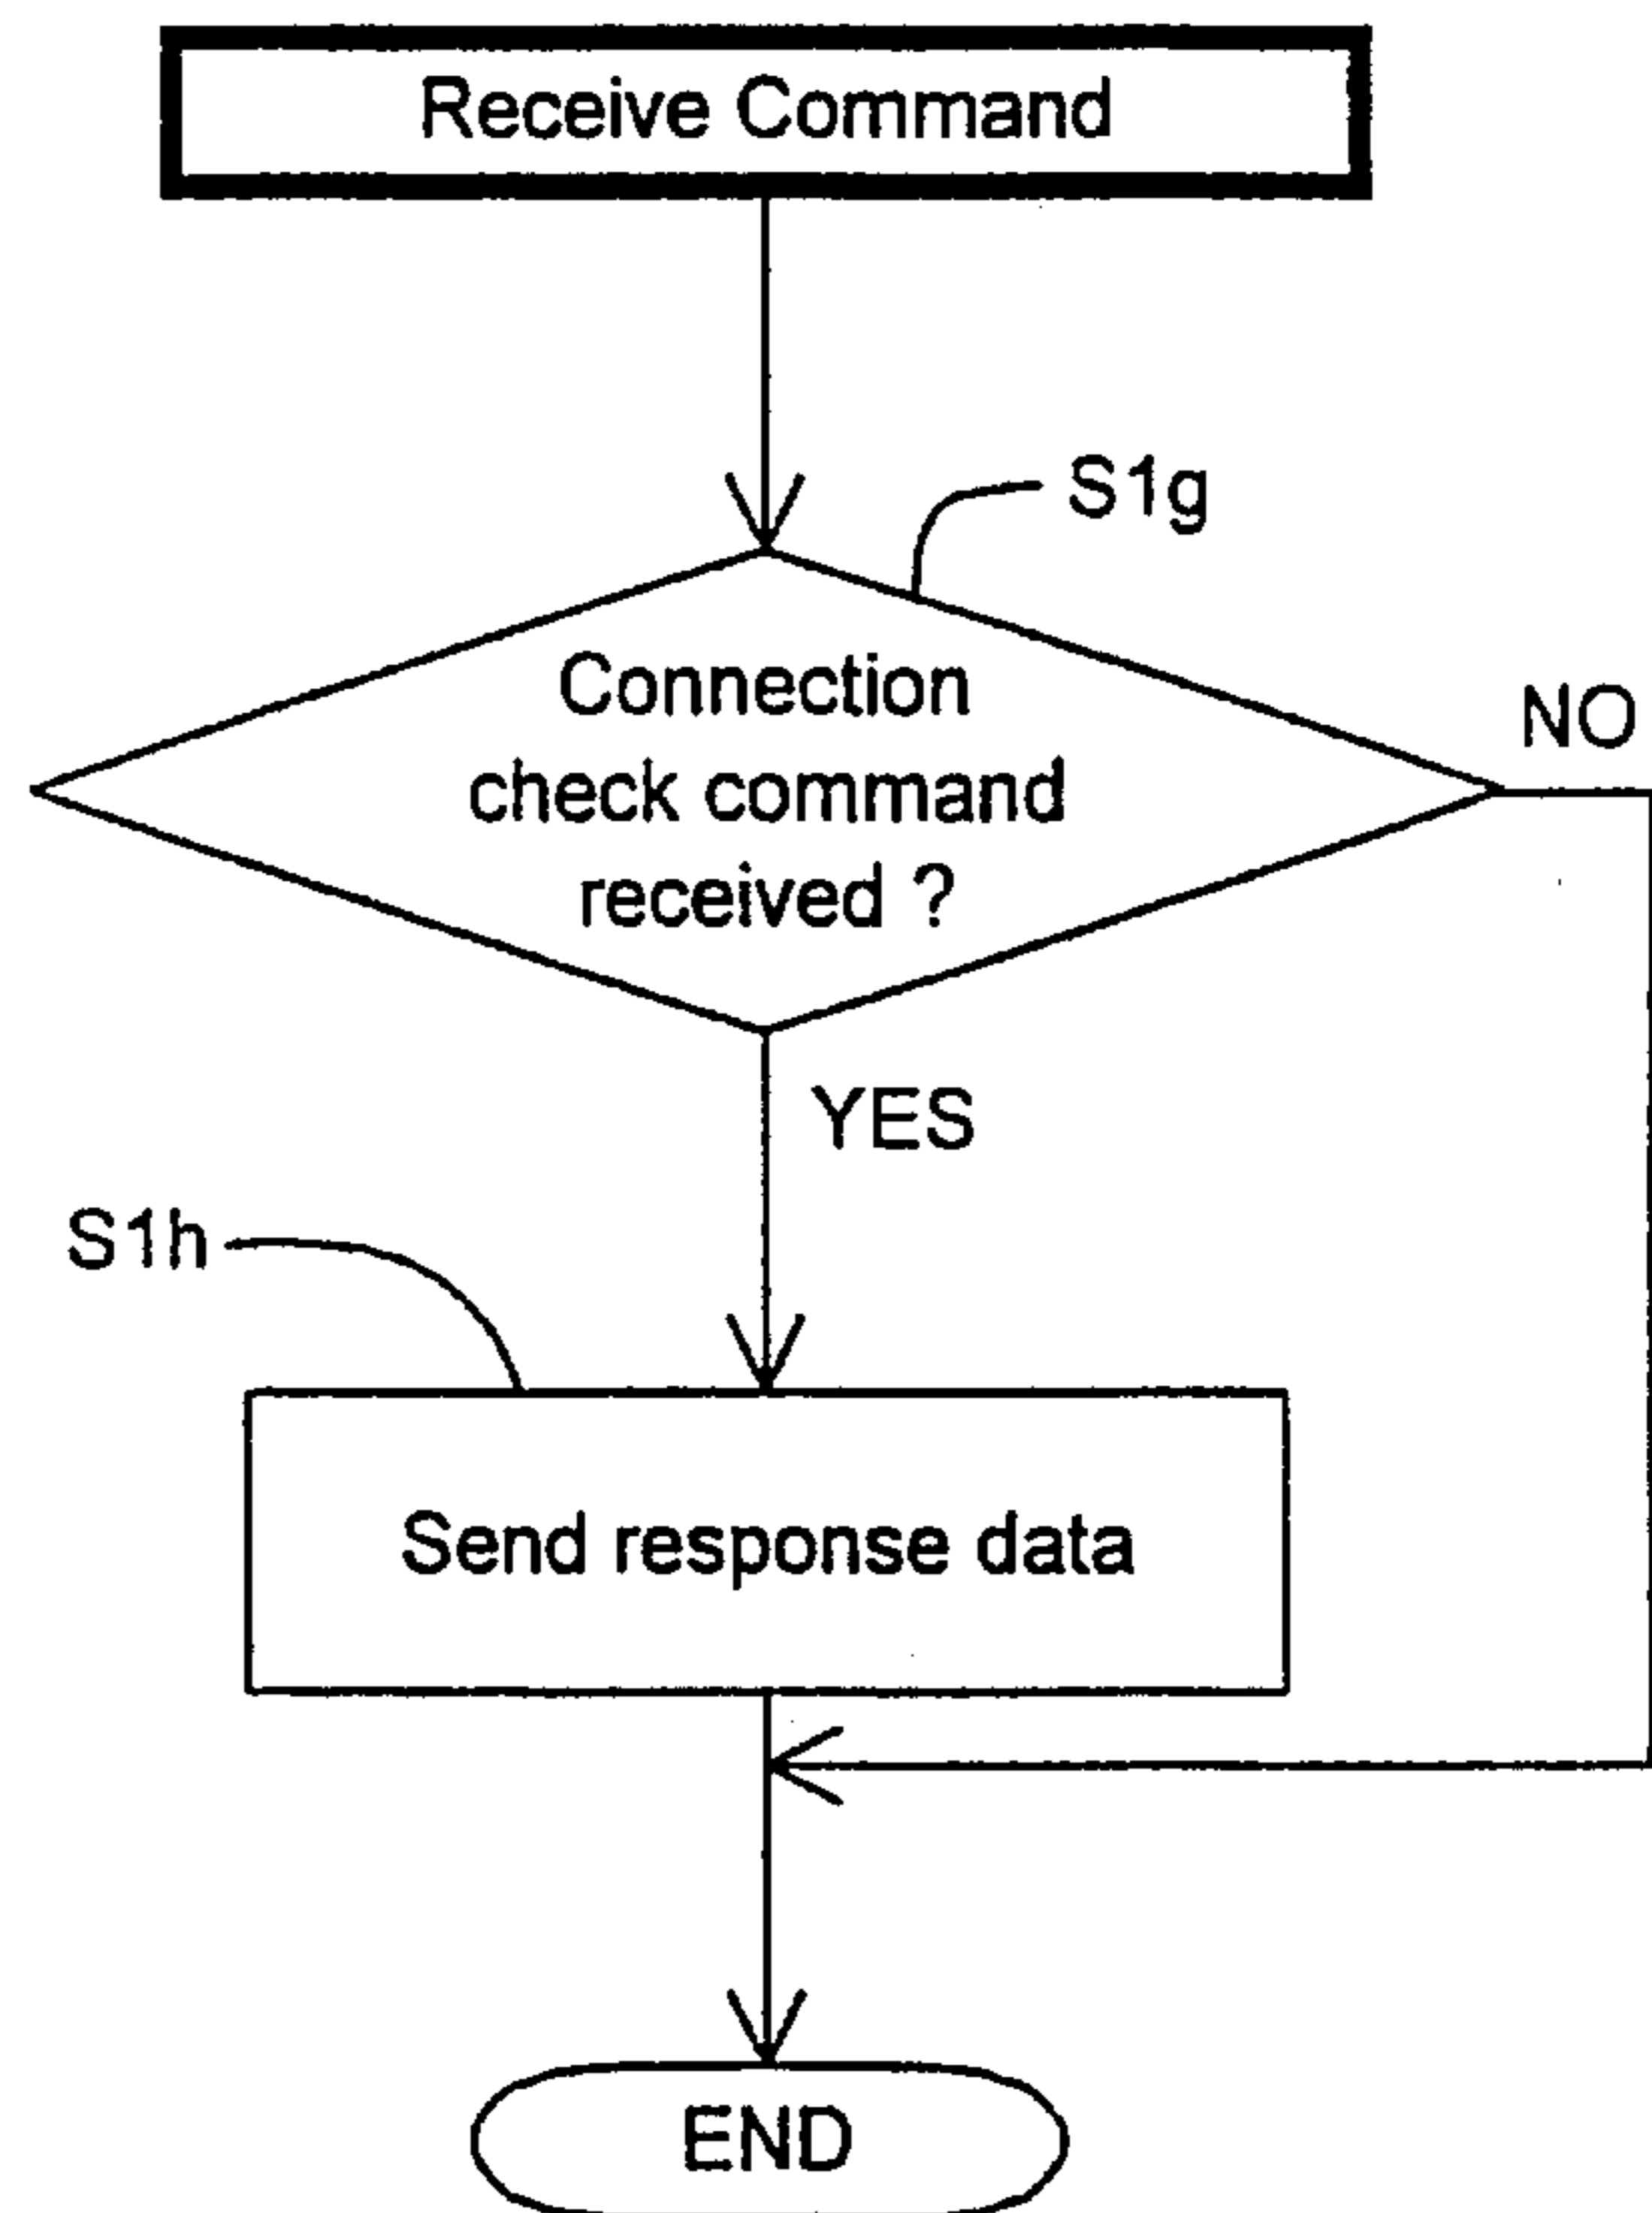 Receive Command
S1g
Connection
check command
received ?
NO
YES
S1h
Send response data
END